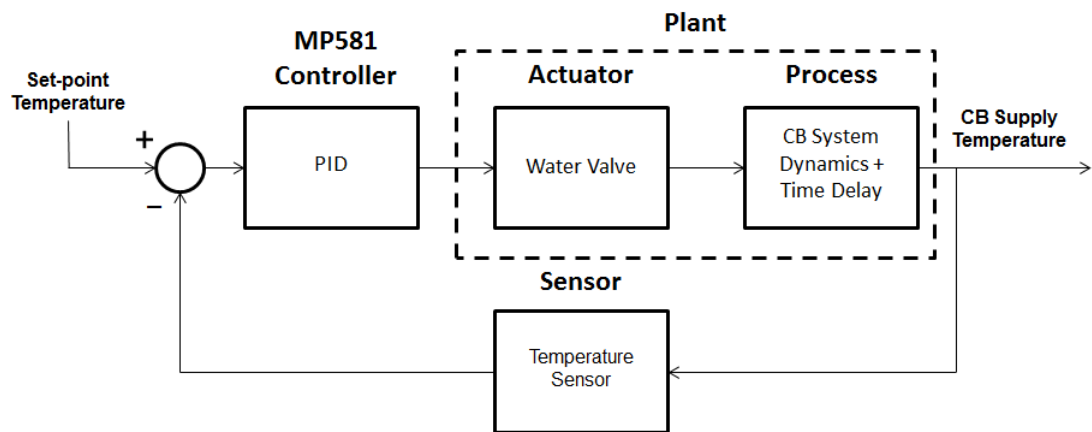 Plant
MP581
Controller
Actuator
Process
Set-point
Temperature
CB Supply
Temperature
+
−
PID
Water Valve
CB System
Dynamics +
Time Delay
Sensor
Temperature
Sensor